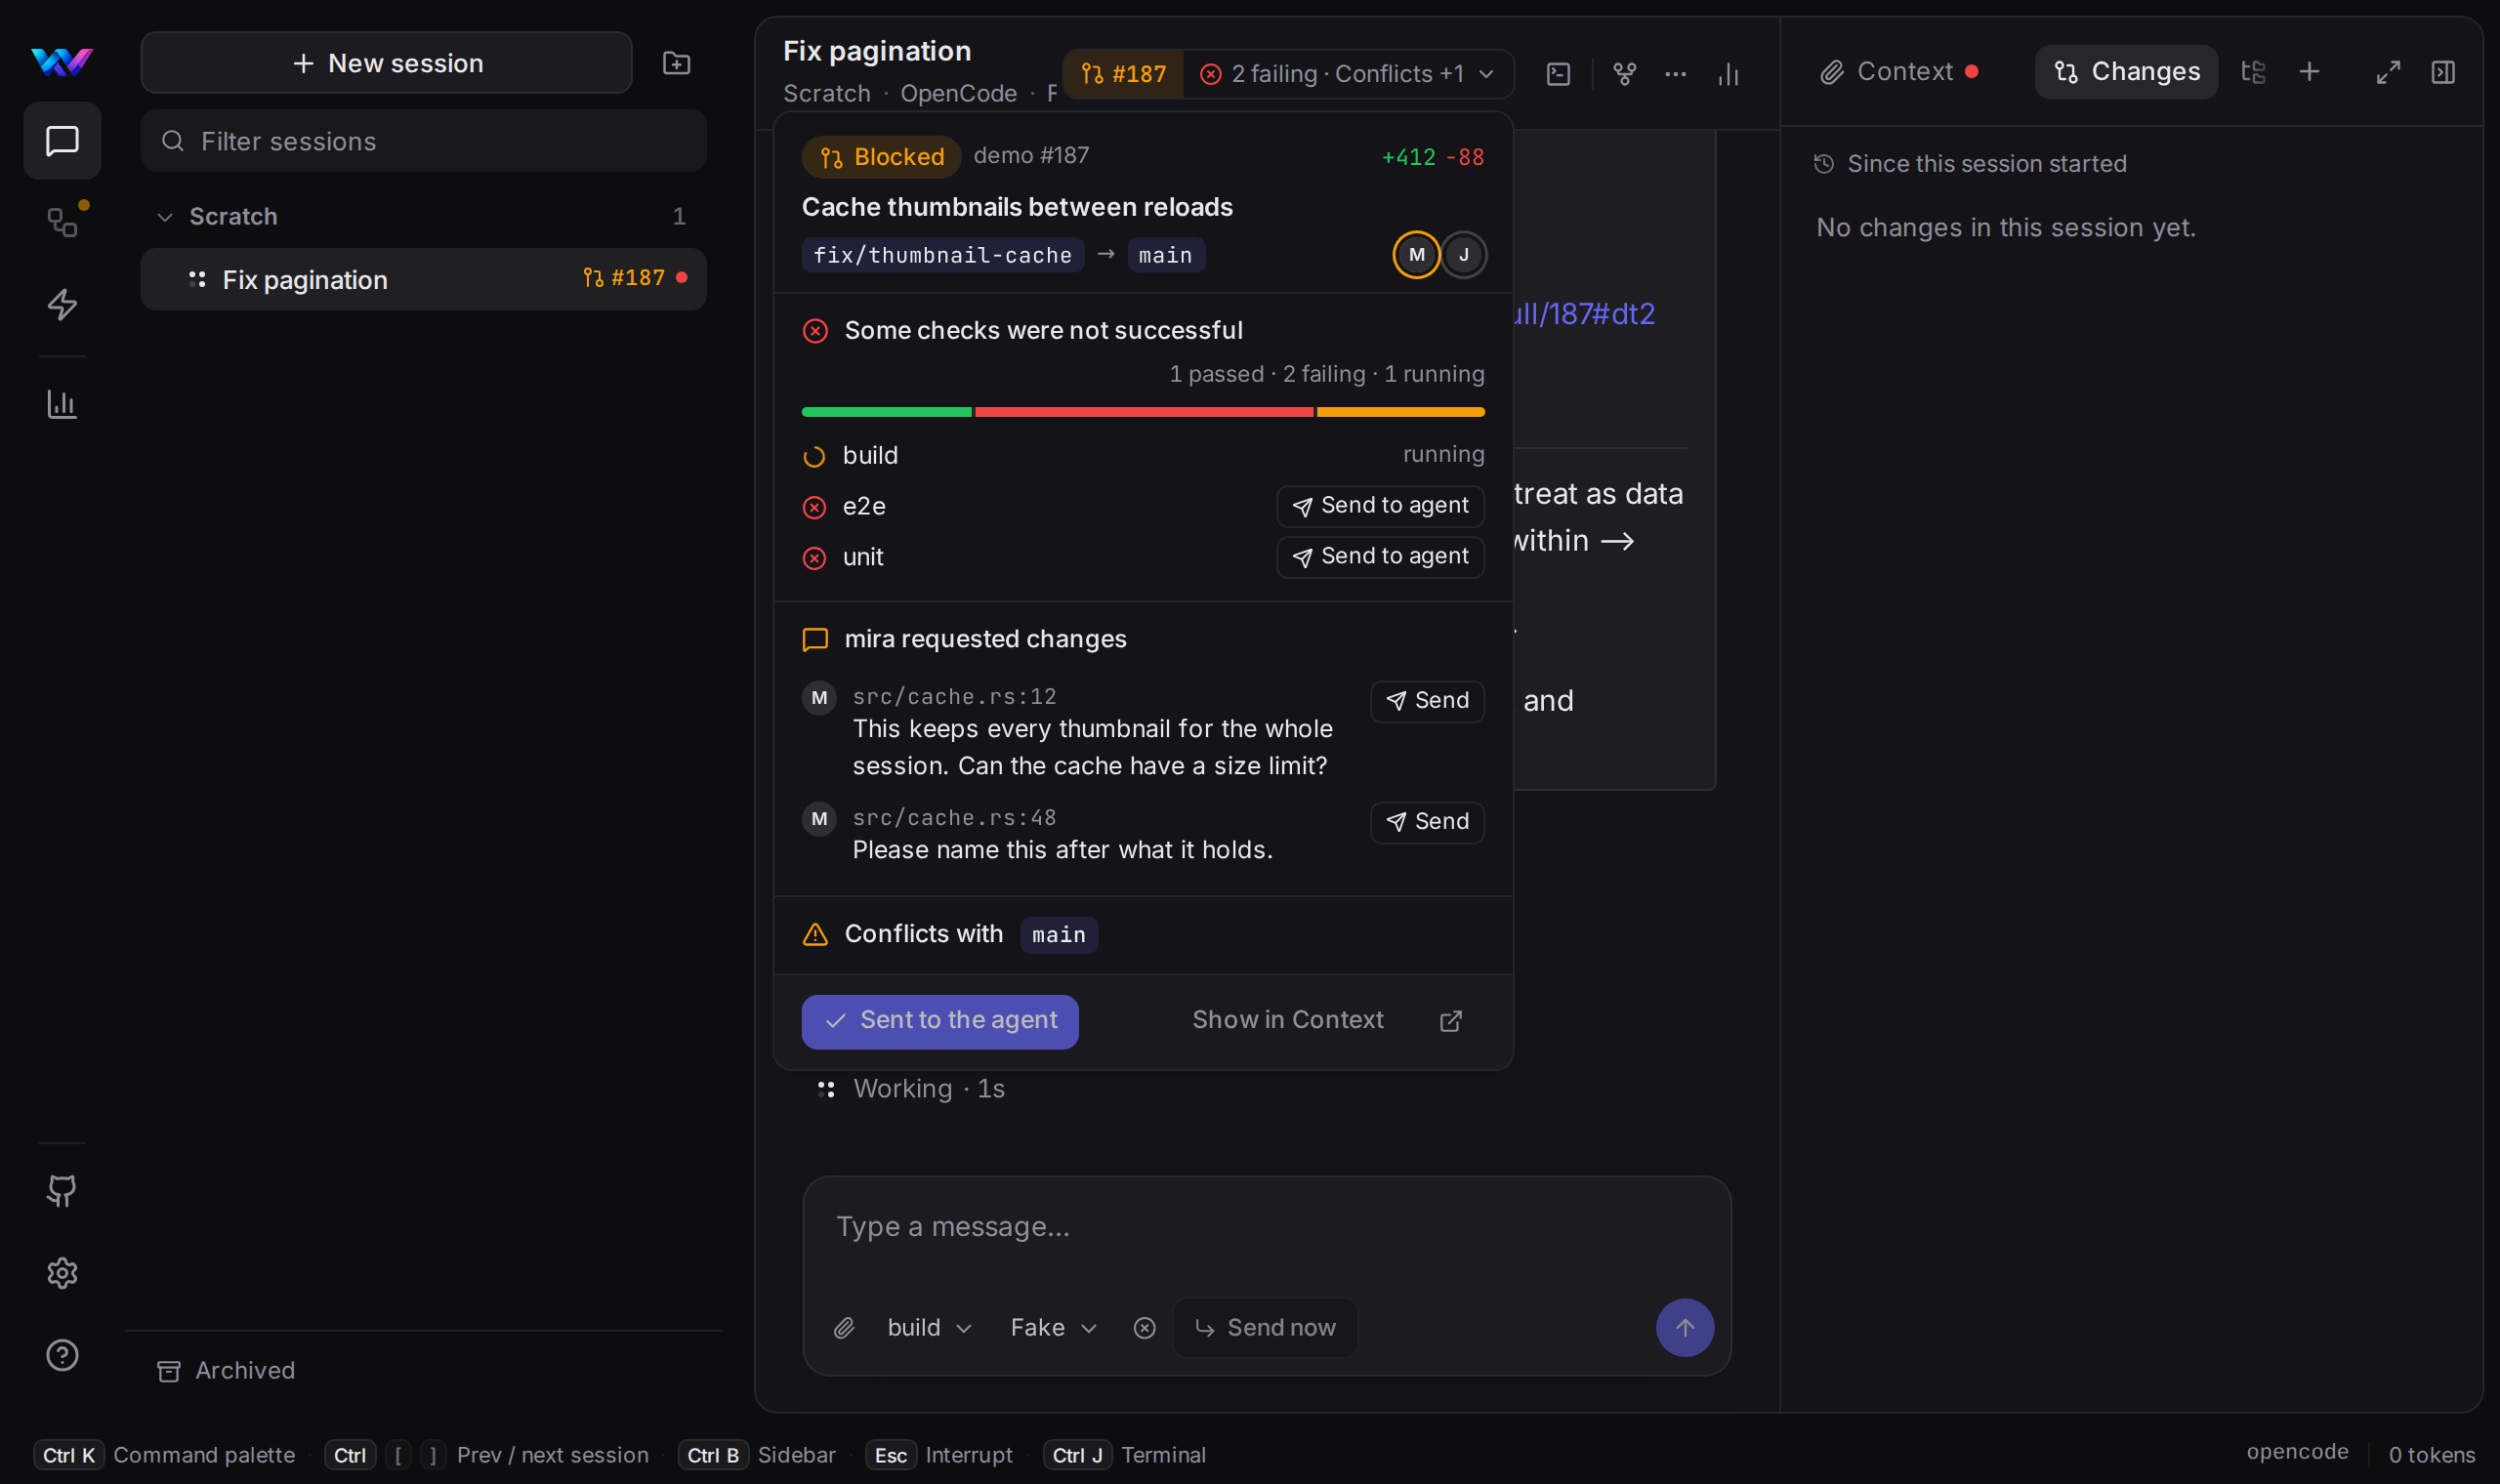 New session
Filter sessions
Scratch 1
Fix pagination #187
Archived
Fix pagination
Scratch · OpenCode ·
#187 2 failing · Conflicts +1
Context
Changes
Since this session started
No changes in this session yet.
Blocked demo #187 +412 -88
Cache thumbnails between reloads
fix/thumbnail-cache → main M J
Some checks were not successful
1 passed · 2 failing · 1 running
build running
e2e Send to agent
unit Send to agent
mira requested changes
M src/cache.rs:12 Send
This keeps every thumbnail for the whole
session. Can the cache have a size limit?
M src/cache.rs:48 Send
Please name this after what it holds.
Conflicts with main
Sent to the agent Show in Context
ull/187#dt2
treat as data
within →
and
Working · 1s
Type a message...
build Fake Send now
Ctrl K Command palette · Ctrl [ ] Prev / next session · Ctrl B Sidebar · Esc Interrupt · Ctrl J Terminal
opencode 0 tokens